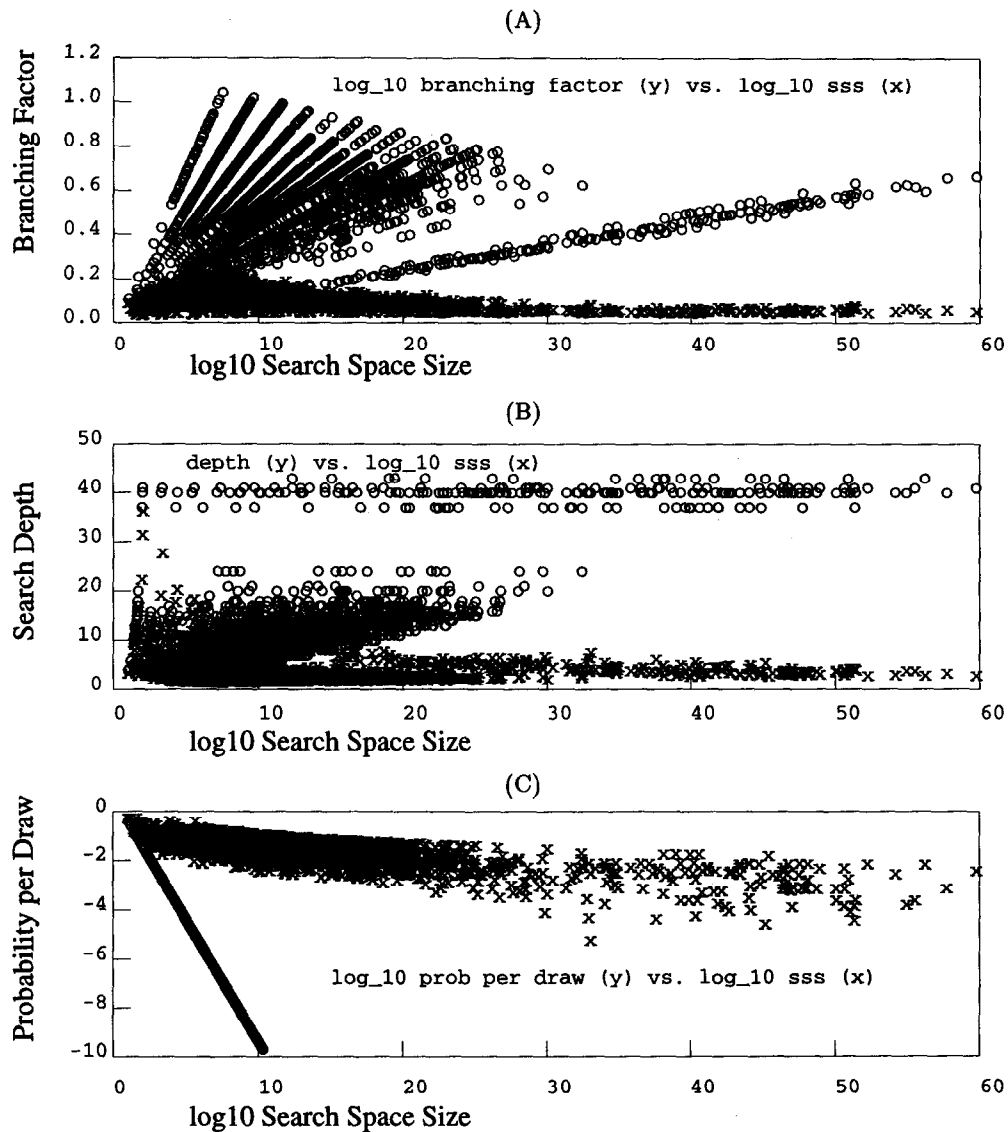 (A)
Branching Factor
1.2
1.0
0.8
0.6
0.4
0.2
0.0
log_10 branching factor (y) vs. log_10 sss (x)
0 10 20 30 40 50 60
log10 Search Space Size
(B)
Search Depth
50
40
30
20
10
0
depth (y) vs. log_10 sss (x)
0 10 20 30 40 50 60
log10 Search Space Size
(C)
Probability per Draw
0
-2
-4
-6
-8
-10
log_10 prob per draw (y) vs. log_10 sss (x)
0 10 20 30 40 50 60
log10 Search Space Size